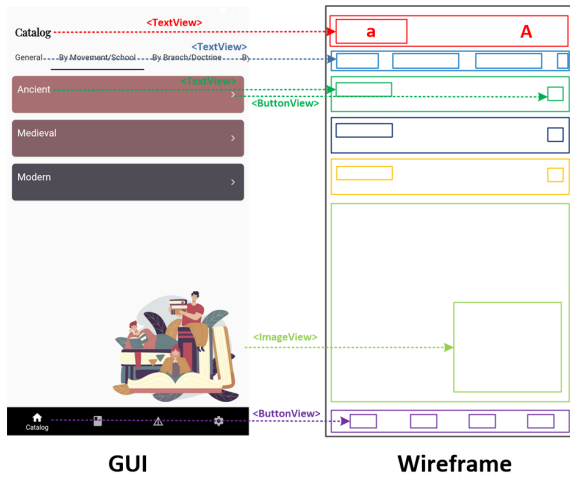 <TextView>
Catalog
a
A
<TextView>
General
By Movement/School
By Branch/Doctrine
By
<TextView>
Ancient
<ButtonView>
Medieval
Modern
<ImageView>
<ButtonView>
Catalog
GUI
Wireframe